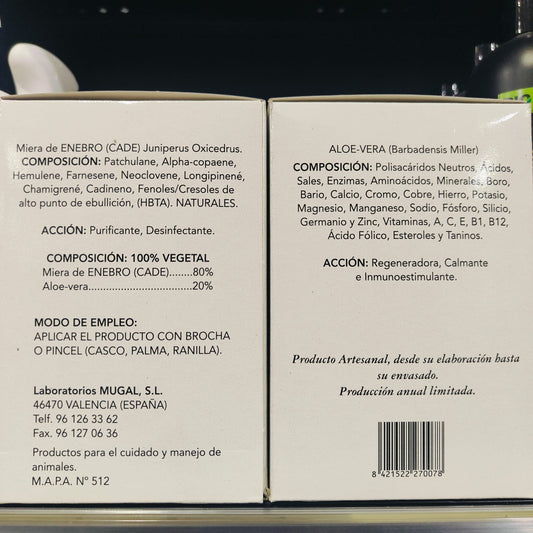 Miera de ENEBRO (CADE) Juniperus Oxicedrus.
COMPOSICIÓN: Patchulane, Alpha-copaene,
Hemulene, Farnesene, Neoclovene, Longipinené,
Chamigrené, Cadineno, Fenoles/Cresoles de
alto punto de ebullición, (HBTA). NATURALES.
ACCIÓN: Purificante, Desinfectante.
COMPOSICIÓN: 100% VEGETAL
Miera de ENEBRO (CADE)........80%
Aloe-vera.............................20%
MODO DE EMPLEO:
APLICAR EL PRODUCTO CON BROCHA
O PINCEL (CASCO, PALMA, RANILLA).
Laboratorios MUGAL, S.L.
46470 VALENCIA (ESPAÑA)
Telf. 96 126 33 62
Fax. 96 127 06 36
Productos para el cuidado y manejo de
animales.
M.A.P.A. Nº 512
ALOE-VERA (Barbadensis Miller)
COMPOSICIÓN: Polisacáridos Neutros, Ácidos,
Sales, Enzimas, Aminoácidos, Minerales, Boro,
Bario, Calcio, Cromo, Cobre, Hierro, Potasio,
Magnesio, Manganeso, Sodio, Fósforo, Silicio,
Germanio y Zinc, Vitaminas, A, C, E, B1, B12,
Ácido Fólico, Esteroles y Taninos.
ACCIÓN: Regeneradora, Calmante
e Inmunoestimulante.
Producto Artesanal, desde su elaboración hasta
su envasado.
Producción anual limitada.
8 421522 270078